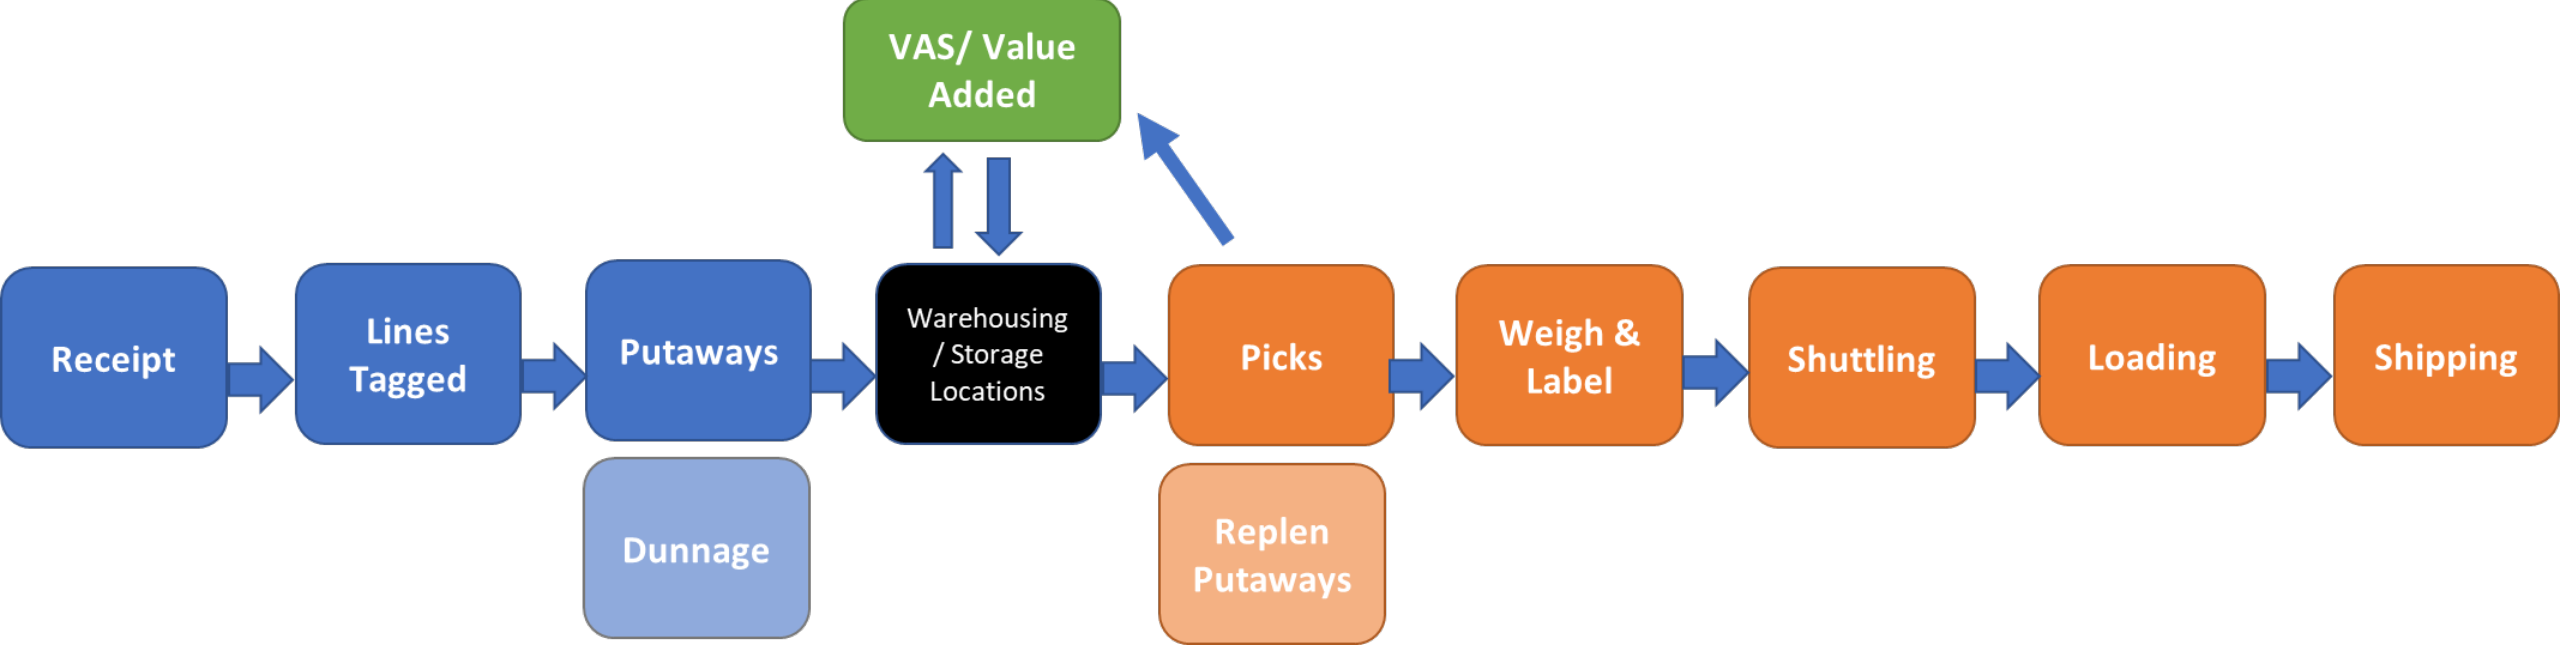 VAS/ Value
Added
Receipt
Lines
Tagged
Putaways
Warehousing
/ Storage
Locations
Picks
Weigh &
Label
Shuttling
Loading
Shipping
Dunnage
Replen
Putaways